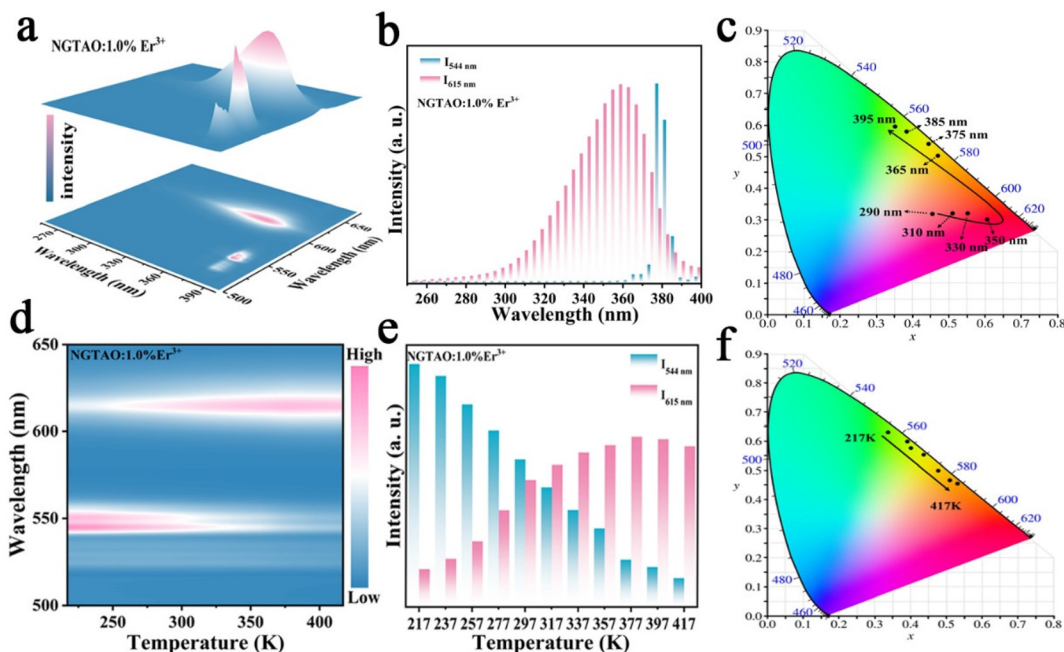 a
NGTAO:1.0% Er³⁺
intensity
270
300
330
360
390
Wavelength (nm)
500
550
600
650
Wavelength (nm)
b
I544 nm
I615 nm
NGTAO:1.0% Er³⁺
Intensity (a. u.)
260 280 300 320 340 360 380 400
Wavelength (nm)
c
0.9
0.8
0.7
0.6
0.5
0.4
0.3
0.2
0.1
0.0
y
520
540
560
580
600
620
500
480
460
395 nm
385 nm
375 nm
365 nm
290 nm
310 nm
330 nm
350 nm
0.0 0.1 0.2 0.3 0.4 0.5 0.6 0.7 0.8
x
d
NGTAO:1.0%Er³⁺
High
Low
650
600
550
500
Wavelength (nm)
250 300 350 400
Temperature (K)
e
NGTAO:1.0%Er³⁺
I544 nm
I615 nm
Intensity (a. u.)
217 237 257 277 297 317 337 357 377 397 417
Temperature (K)
f
0.9
0.8
0.7
0.6
0.5
0.4
0.3
0.2
0.1
0.0
y
520
540
560
580
600
620
500
480
460
217K
417K
0.0 0.1 0.2 0.3 0.4 0.5 0.6 0.7 0.8
x